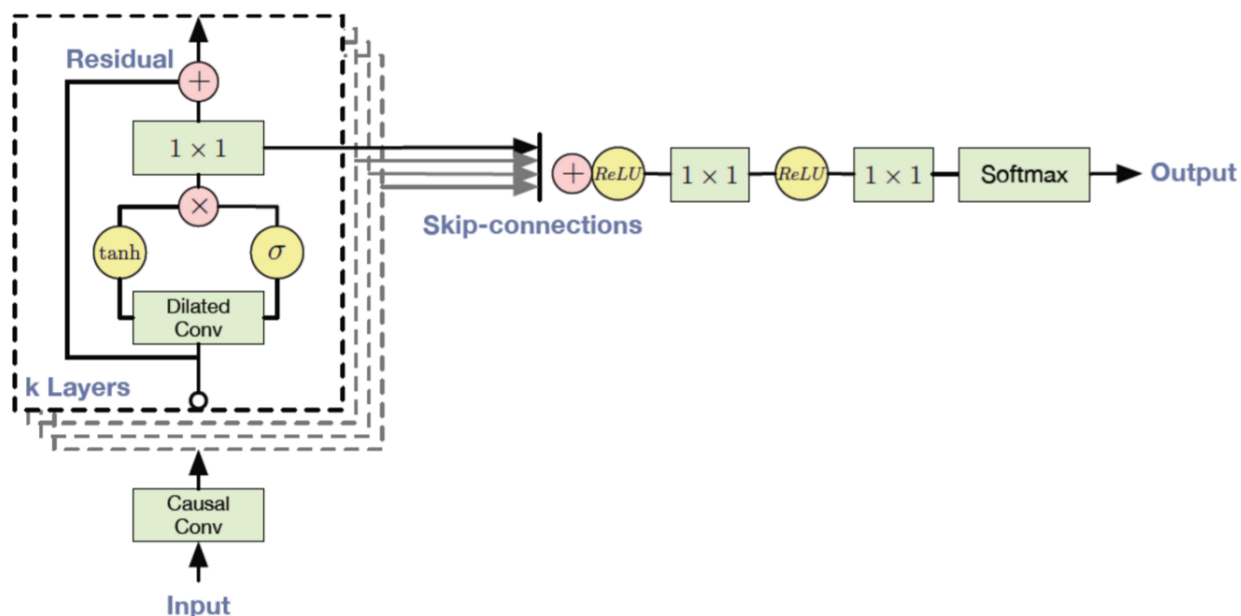 Residual
+
1 × 1
×
tanh
σ
Dilated
Conv
k Layers
Causal
Conv
Input
Skip-connections
+
ReLU
1 × 1
ReLU
1 × 1
Softmax
Output